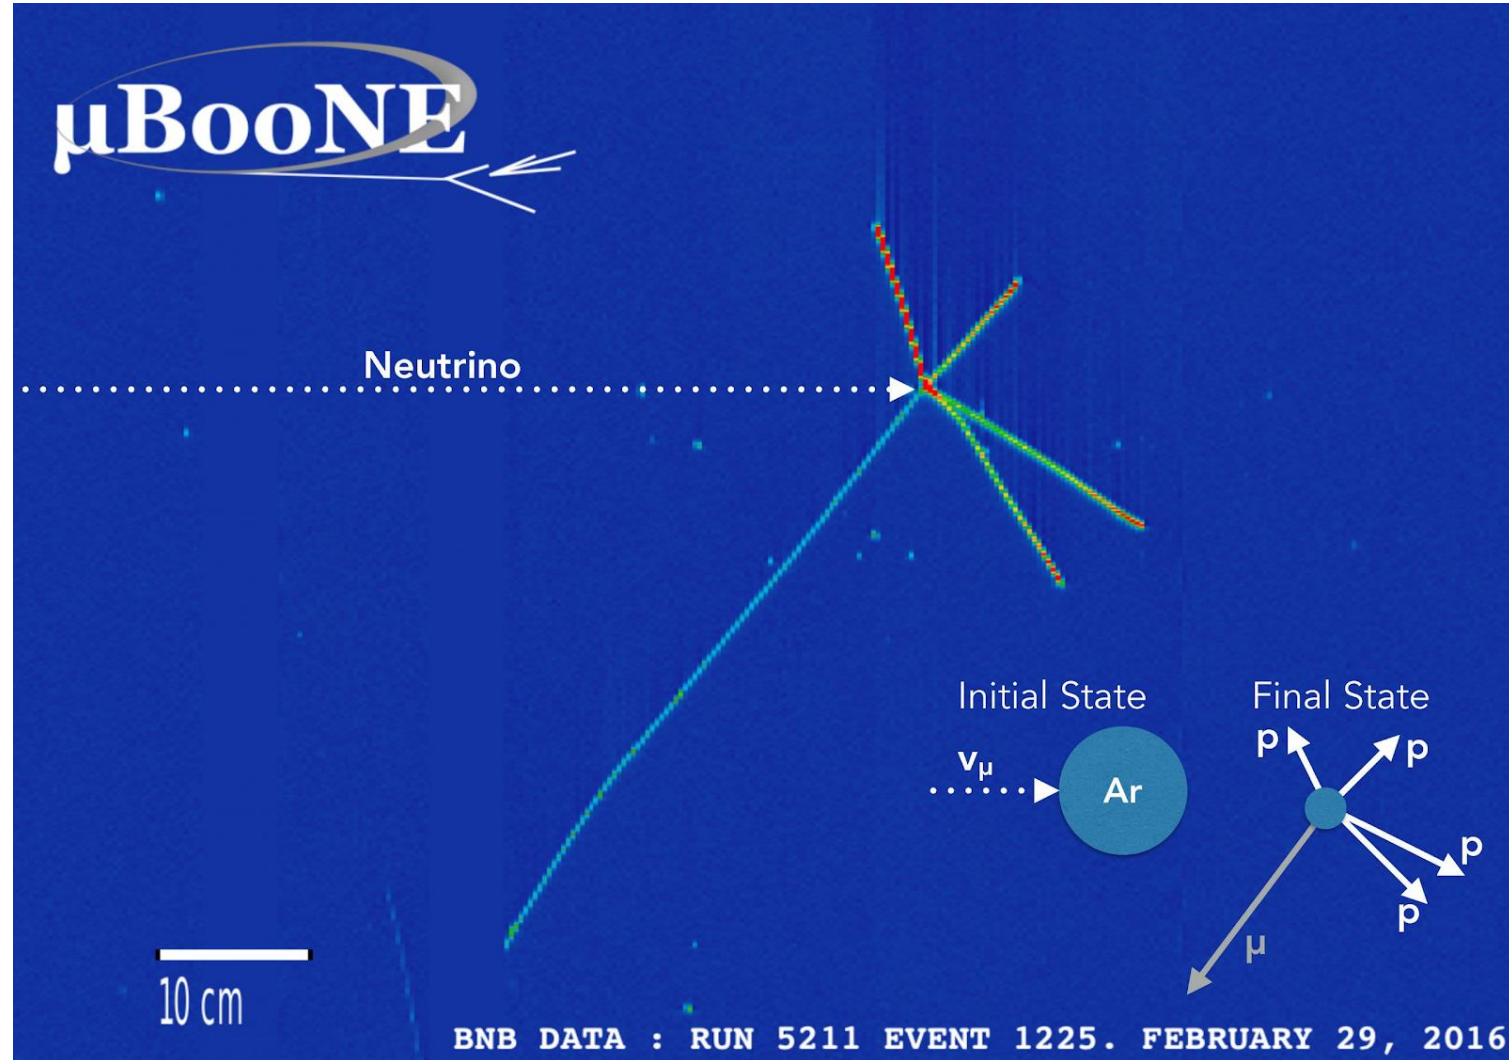 µBooNE
Neutrino
Initial State
Final State
νμ
Ar
p
p
p
p
μ
10 cm
BNB DATA : RUN 5211 EVENT 1225. FEBRUARY 29, 2016